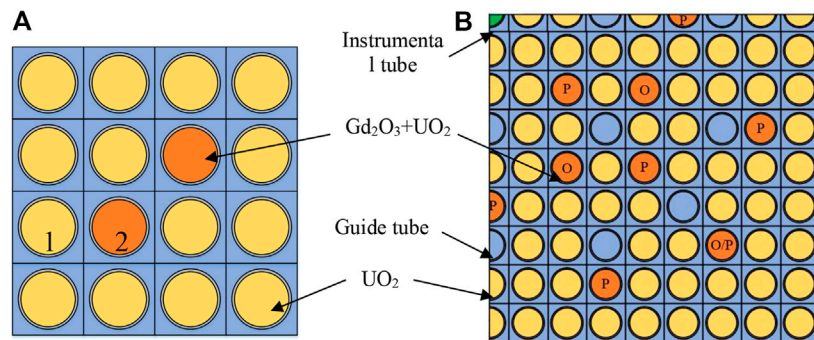 A
B
P
Instrumenta
l tube
P
O
Gd₂O₃+UO₂
P
O
P
P
Guide tube
1
2
O/P
UO₂
P